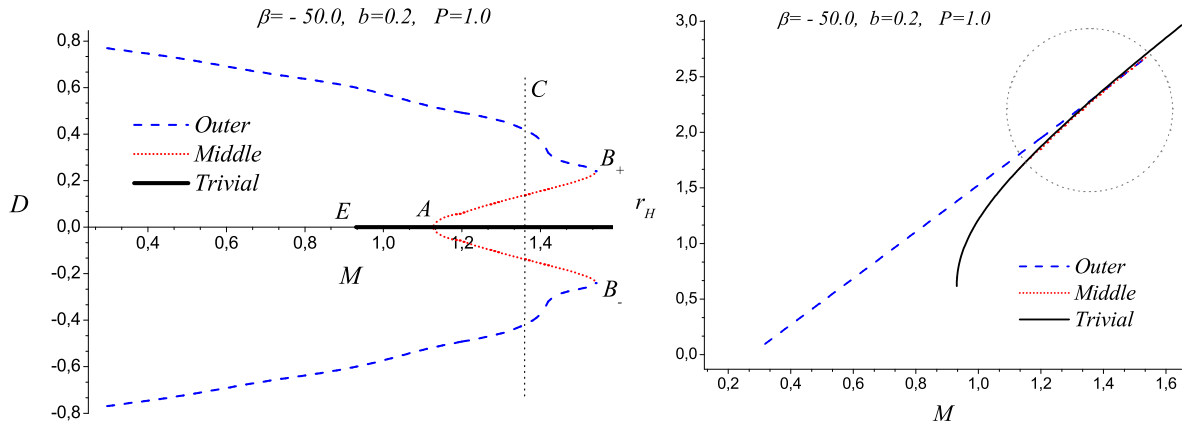 β= - 50.0, b=0.2, P=1.0
0,8
0,6
0,4
0,2
0,0
-0,2
-0,4
-0,6
-0,8
D
0,4 0,6 0,8 1,0 1,2 1,4
M
Outer
Middle
Trivial
E
A
C
B+
B-
β= - 50.0, b=0.2, P=1.0
3,0
2,5
2,0
1,5
1,0
0,5
0,0
rH
Outer
Middle
Trivial
0,2 0,4 0,6 0,8 1,0 1,2 1,4 1,6
M